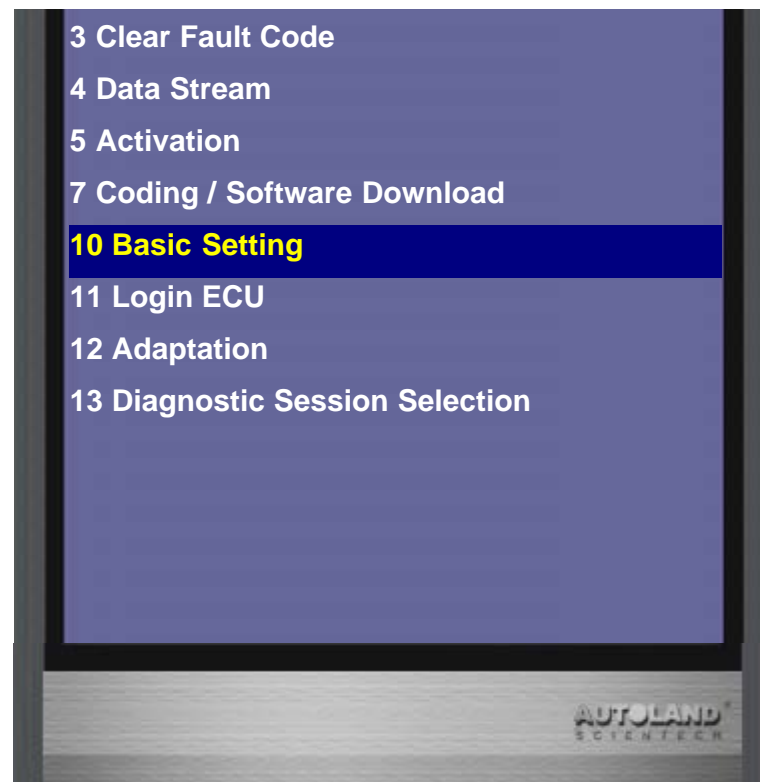 3 Clear Fault Code
4 Data Stream
5 Activation
7 Coding / Software Download
10 Basic Setting
11 Login ECU
12 Adaptation
13 Diagnostic Session Selection
AUTOLAND
SCIENTECH